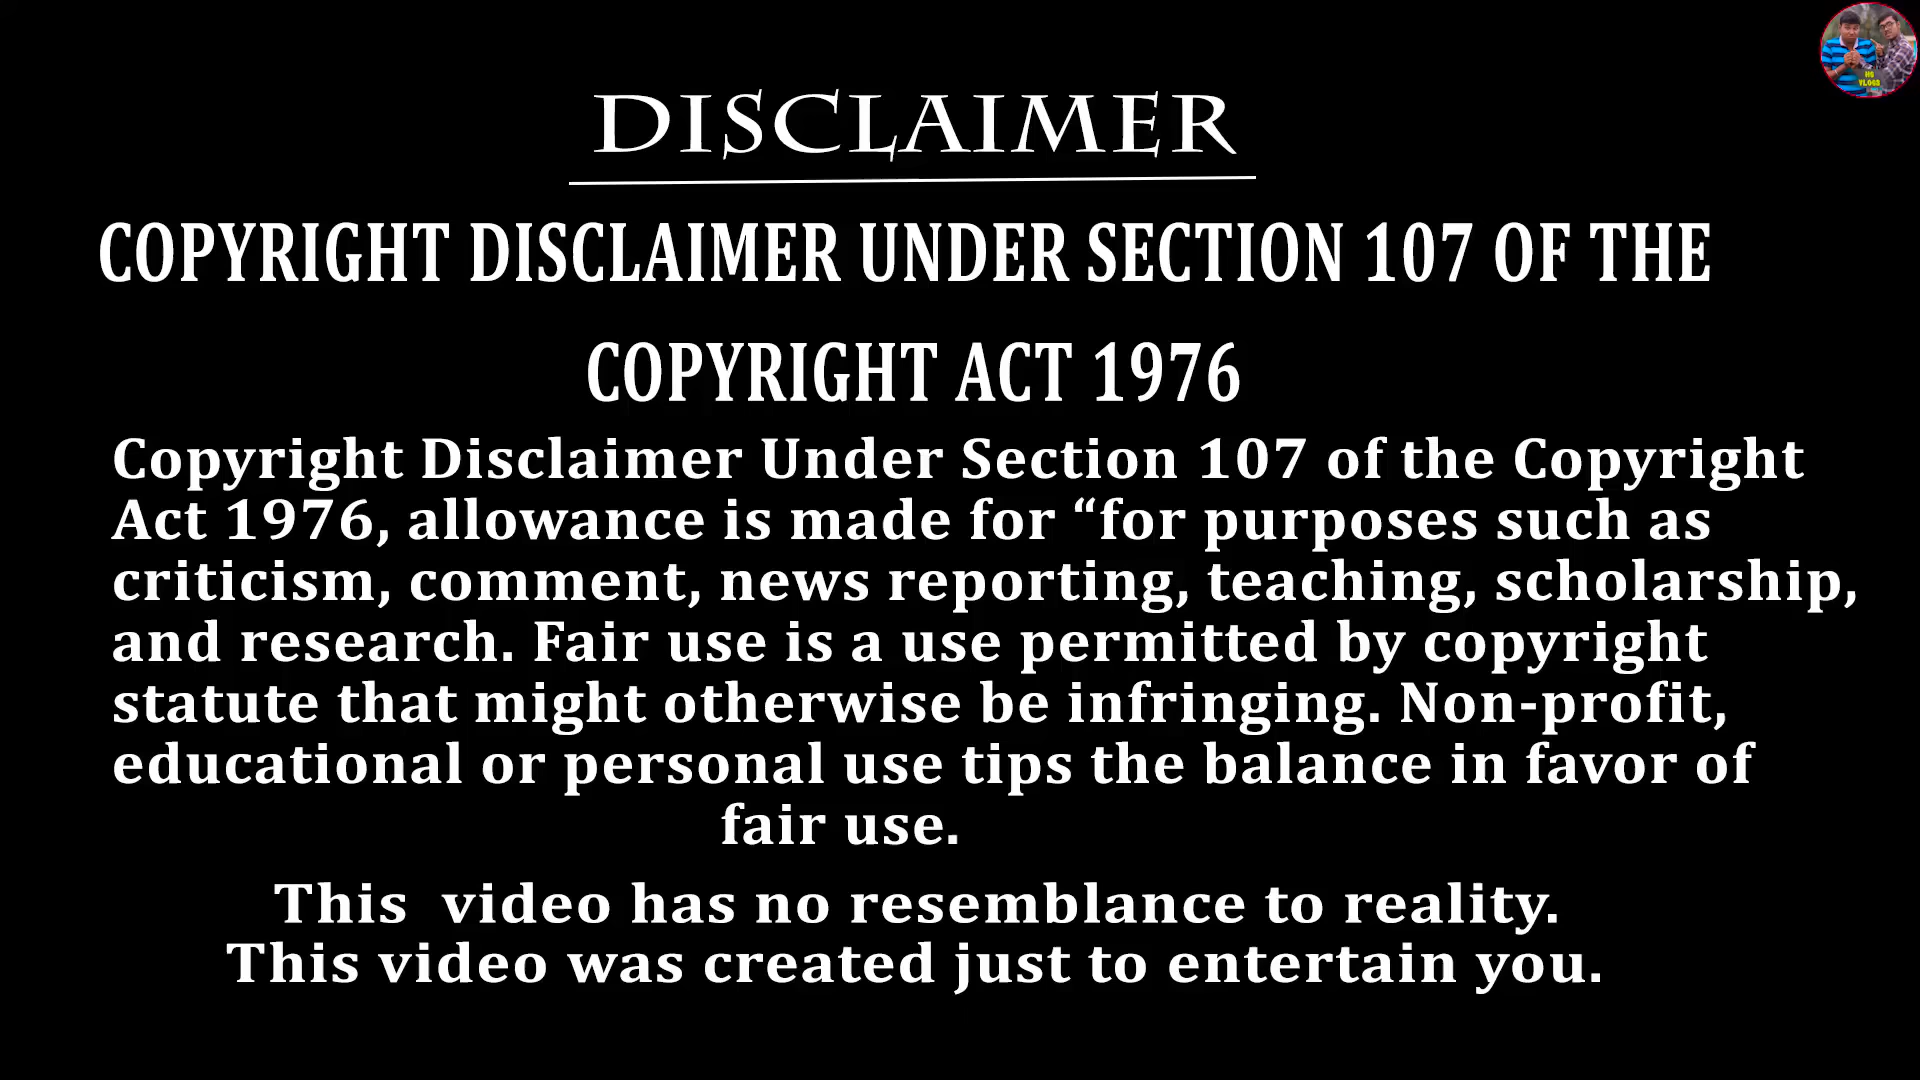 DISCLAIMER
COPYRIGHT DISCLAIMER UNDER SECTION 107 OF THE
COPYRIGHT ACT 1976
Copyright Disclaimer Under Section 107 of the Copyright
Act 1976, allowance is made for “for purposes such as
criticism, comment, news reporting, teaching, scholarship,
and research. Fair use is a use permitted by copyright
statute that might otherwise be infringing. Non-profit,
educational or personal use tips the balance in favor of
fair use.
This  video has no resemblance to reality.
This video was created just to entertain you.
VLOGS